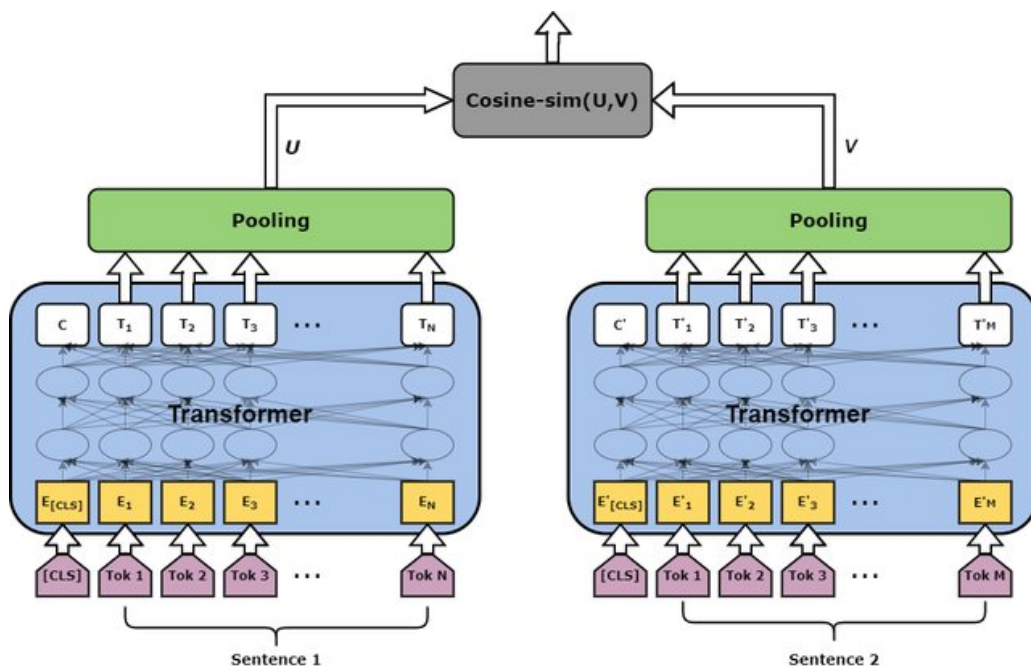 Cosine-sim(U,V)
U V
Pooling Pooling
C T1 T2 T3 ... TN C' T'1 T'2 T'3 ... T'M
Transformer Transformer
E[CLS] E1 E2 E3 ... EN E'[CLS] E'1 E'2 E'3 ... E'M
[CLS] Tok 1 Tok 2 Tok 3 ... Tok N [CLS] Tok 1 Tok 2 Tok 3 ... Tok M
Sentence 1 Sentence 2